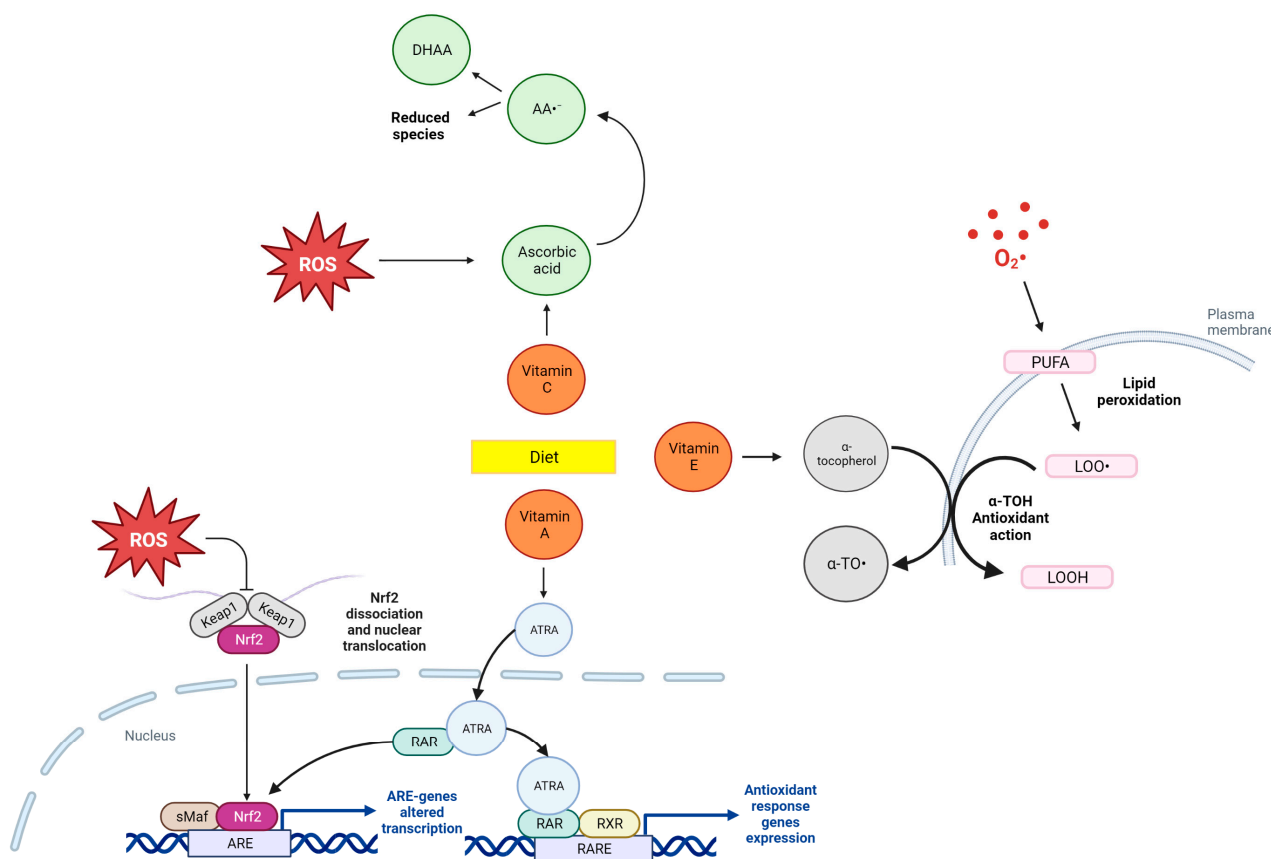 DHAA
AA•⁻
Reduced
species
ROS
Ascorbic
acid
O₂•
Plasma
membrane
PUFA
Lipid
peroxidation
Vitamin
C
Diet
Vitamin
E
α-
tocopherol
LOO•
α-TOH
Antioxidant
action
α-TO•
LOOH
Vitamin
A
ROS
Keap1
Keap1
Nrf2
Nrf2
dissociation
and nuclear
translocation
ATRA
Nucleus
RAR
ATRA
ATRA
sMaf
Nrf2
ARE
ARE-genes
altered
transcription
RAR
RXR
RARE
Antioxidant
response
genes
expression